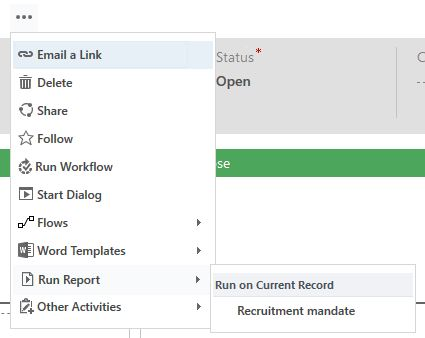 •••
Email a Link
Status*
Delete
Open
Share
Follow
se
Run Workflow
Start Dialog
Flows
Word Templates
Run Report
Run on Current Record
Other Activities
Recruitment mandate